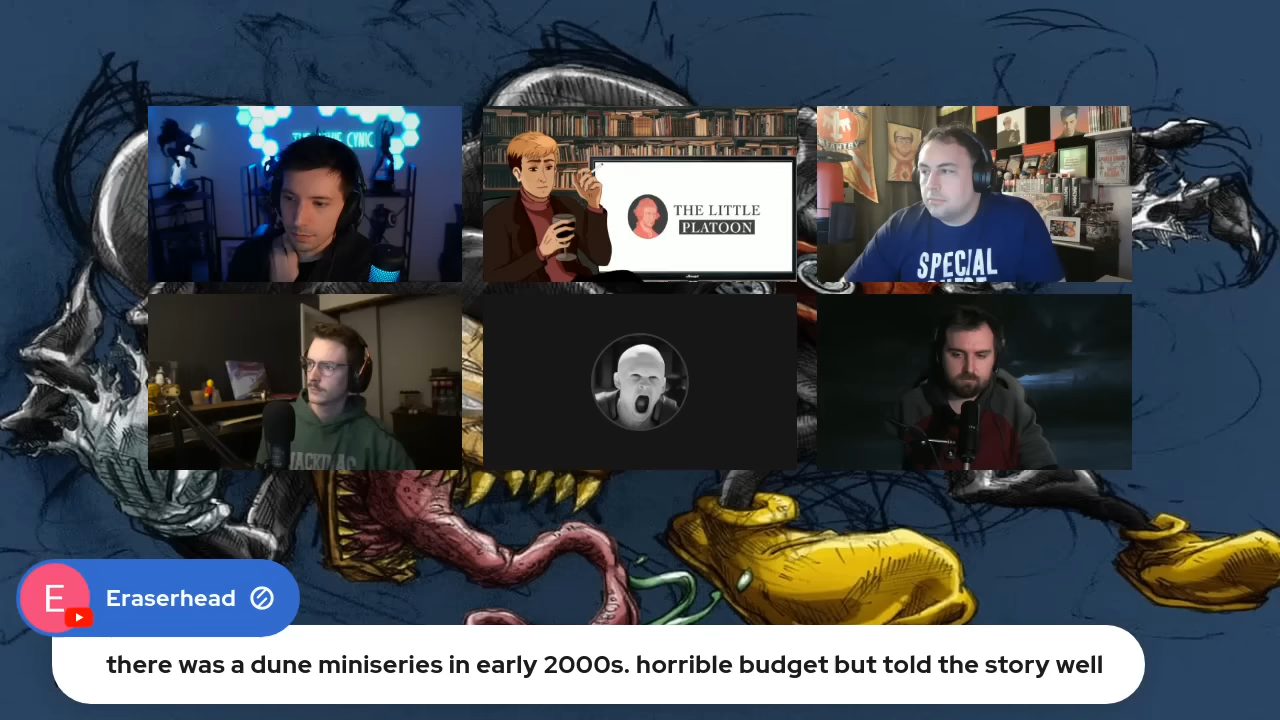 THE LITTLE
PLATOON
SPECIAL
Eraserhead
E
there was a dune miniseries in early 2000s. horrible budget but told the story well